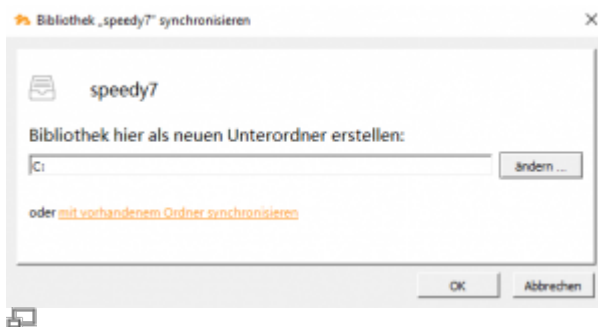 Bibliothek „speedy7" synchronisieren
speedy7
Bibliothek hier als neuen Unterordner erstellen:
C:
ändern ...
oder mit vorhandenem Ordner synchronisieren
OK
Abbrechen